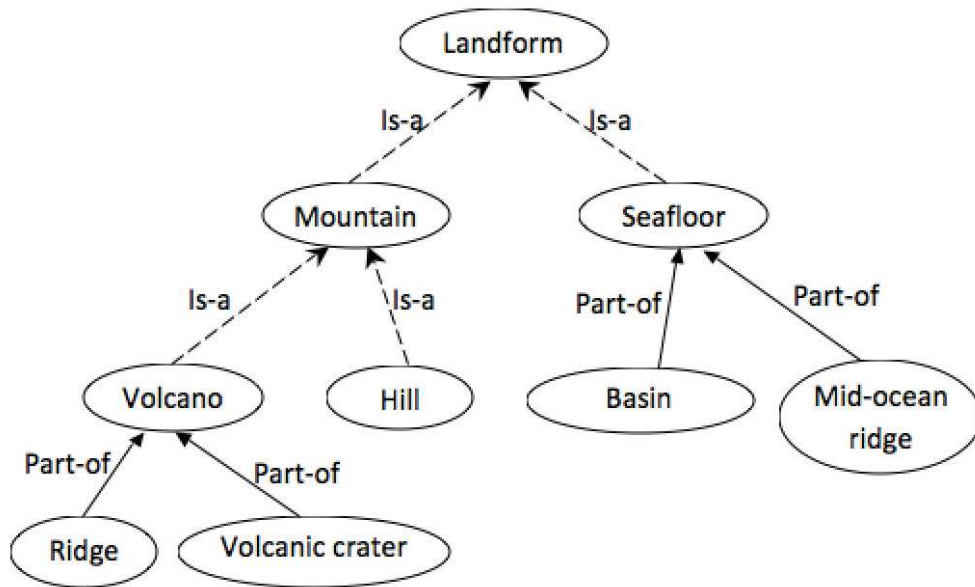 Landform
Is-a
Is-a
Mountain
Seafloor
Is-a
Is-a
Part-of
Part-of
Volcano
Hill
Basin
Mid-ocean
ridge
Part-of
Part-of
Ridge
Volcanic crater